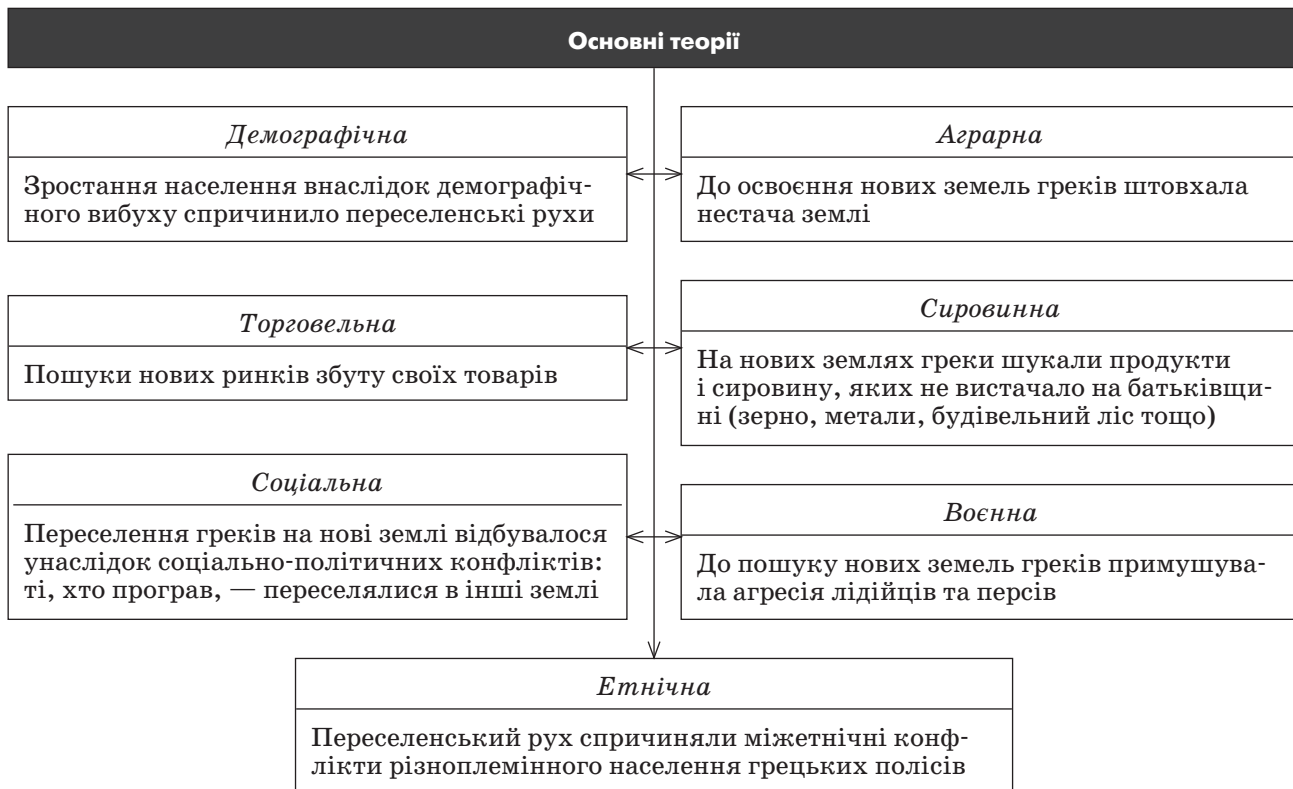 Основні теорії
Демографічна
Зростання населення внаслідок демографіч-
ного вибуху спричинило переселенські рухи
Аграрна
До освоєння нових земель греків штовхала
нестача землі
Торговельна
Пошуки нових ринків збуту своїх товарів
Сировинна
На нових землях греки шукали продукти
і сировину, яких не вистачало на батьківщи-
ні (зерно, метали, будівельний ліс тощо)
Соціальна
Переселення греків на нові землі відбувалося
унаслідок соціально-політичних конфліктів:
ті, хто програв, — переселялися в інші землі
Воєнна
До пошуку нових земель греків примушува-
ла агресія лідійців та персів
Етнічна
Переселенський рух спричиняли міжетнічні конф-
лікти різноплемінного населення грецьких полісів